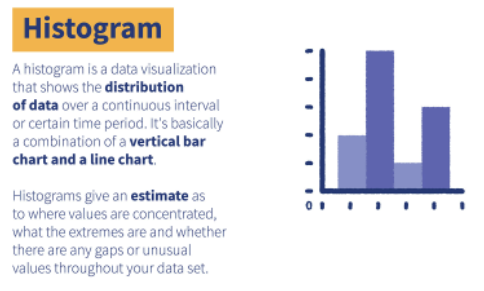 Histogram
A histogram is a data visualization
that shows the distribution
of data over a continuous interval
or certain time period. It's basically
a combination of a vertical bar
chart and a line chart.
Histograms give an estimate as
to where values are concentrated,
what the extremes are and whether
there are any gaps or unusual
values throughout your data set.
0